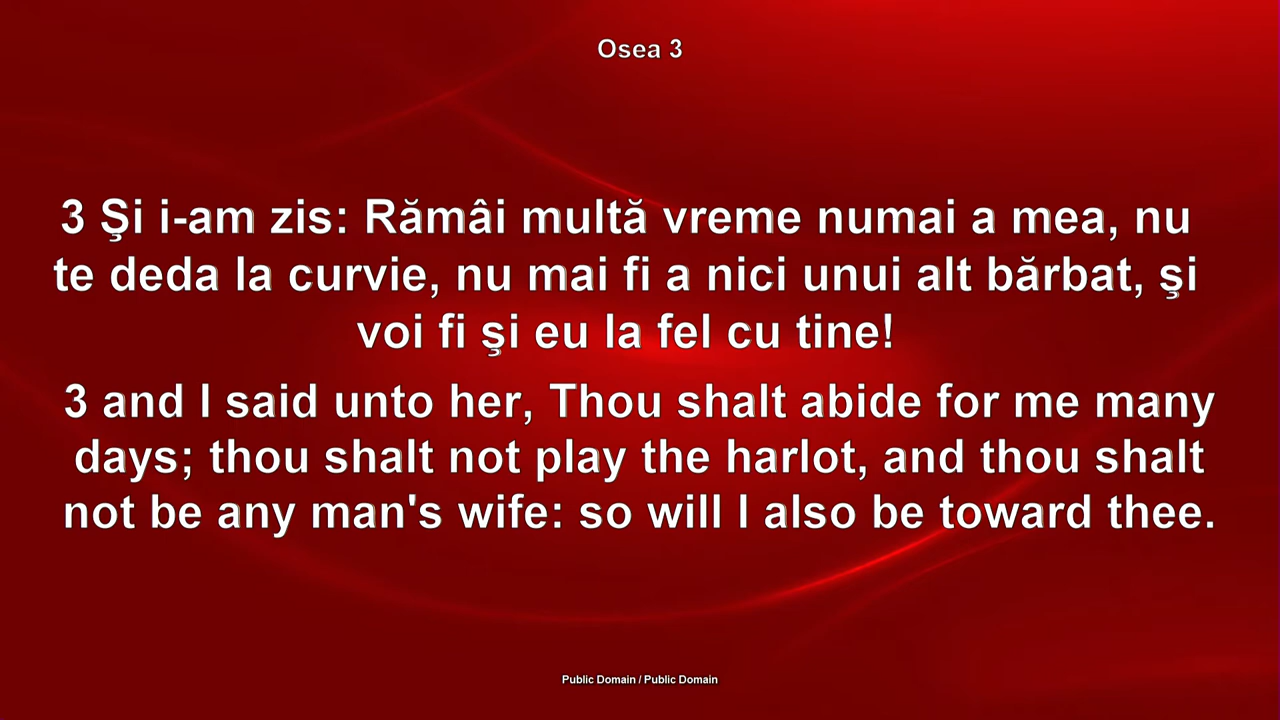 Osea 3
3 Şi i-am zis: Rămâi multă vreme numai a mea, nu
te deda la curvie, nu mai fi a nici unui alt bărbat, şi
voi fi şi eu la fel cu tine!
3 and I said unto her, Thou shalt abide for me many
days; thou shalt not play the harlot, and thou shalt
not be any man's wife: so will I also be toward thee.
Public Domain / Public Domain